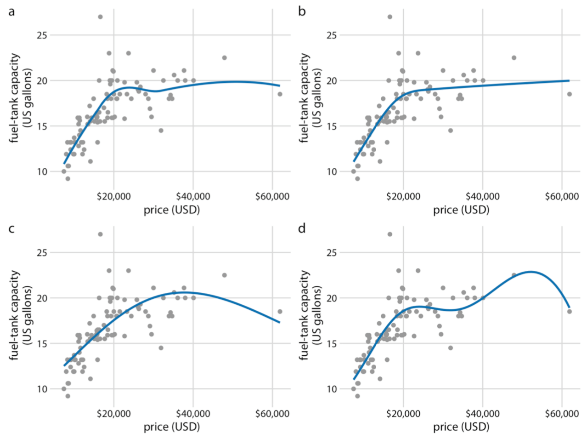 a
b
fuel-tank capacity
(US gallons)
25
20
15
10
$20,000
$40,000
$60,000
price (USD)
fuel-tank capacity
(US gallons)
25
20
15
10
$20,000
$40,000
$60,000
price (USD)
c
d
fuel-tank capacity
(US gallons)
25
20
15
10
$20,000
$40,000
$60,000
price (USD)
fuel-tank capacity
(US gallons)
25
20
15
10
$20,000
$40,000
$60,000
price (USD)